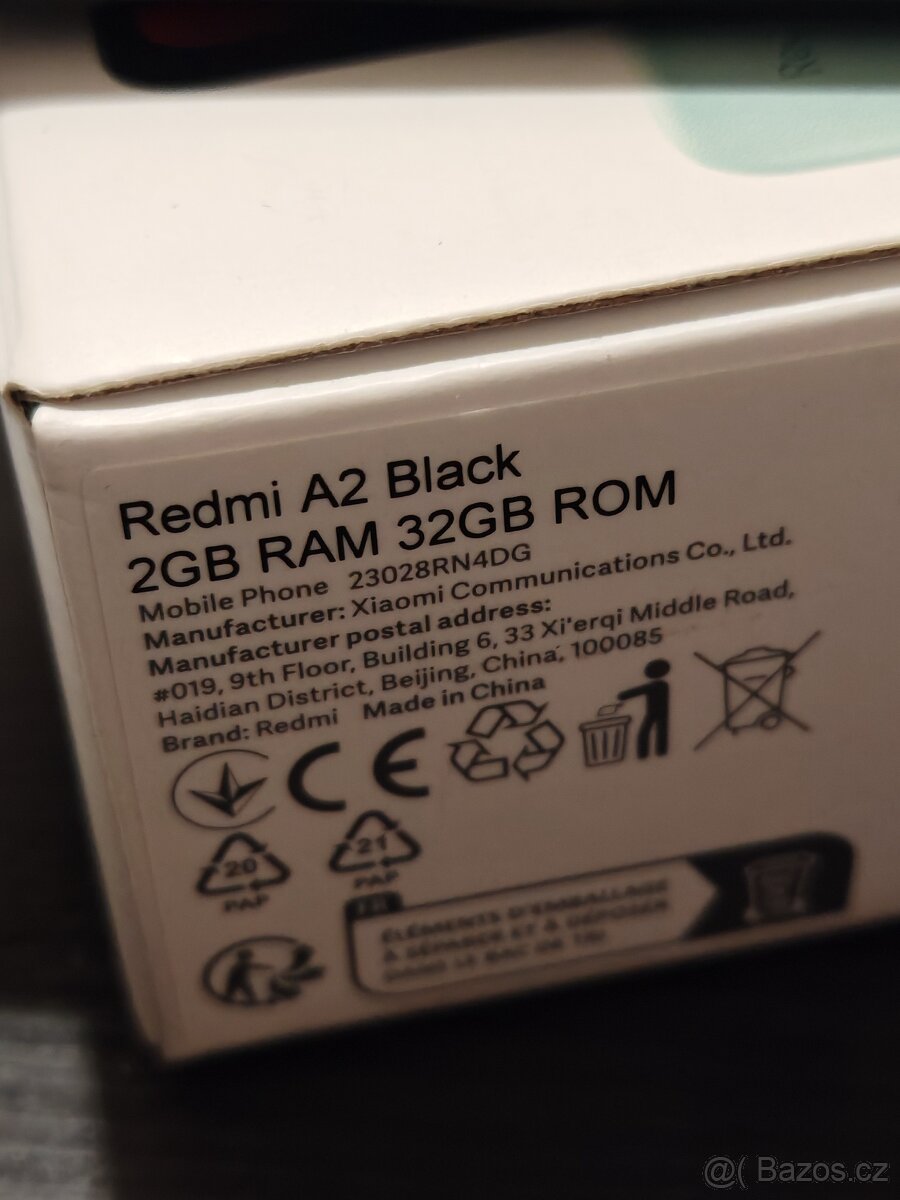 Redmi A2 Black
2GB RAM 32GB ROM
Mobile Phone 23028RN4DG
Manufacturer: Xiaomi Communications Co., Ltd.
Manufacturer postal address:
#019, 9th Floor, Building 6, 33 Xi'erqi Middle Road,
Haidian District, Beijing, China, 100085
Brand: Redmi Made in China
CE
20 21
PAP PAP
FR
ÉLÉMENTS D'EMBALLAGE
À SÉPARER ET À DÉPOSER
DANS LE BAC DE TRI
@( Bazos.cz